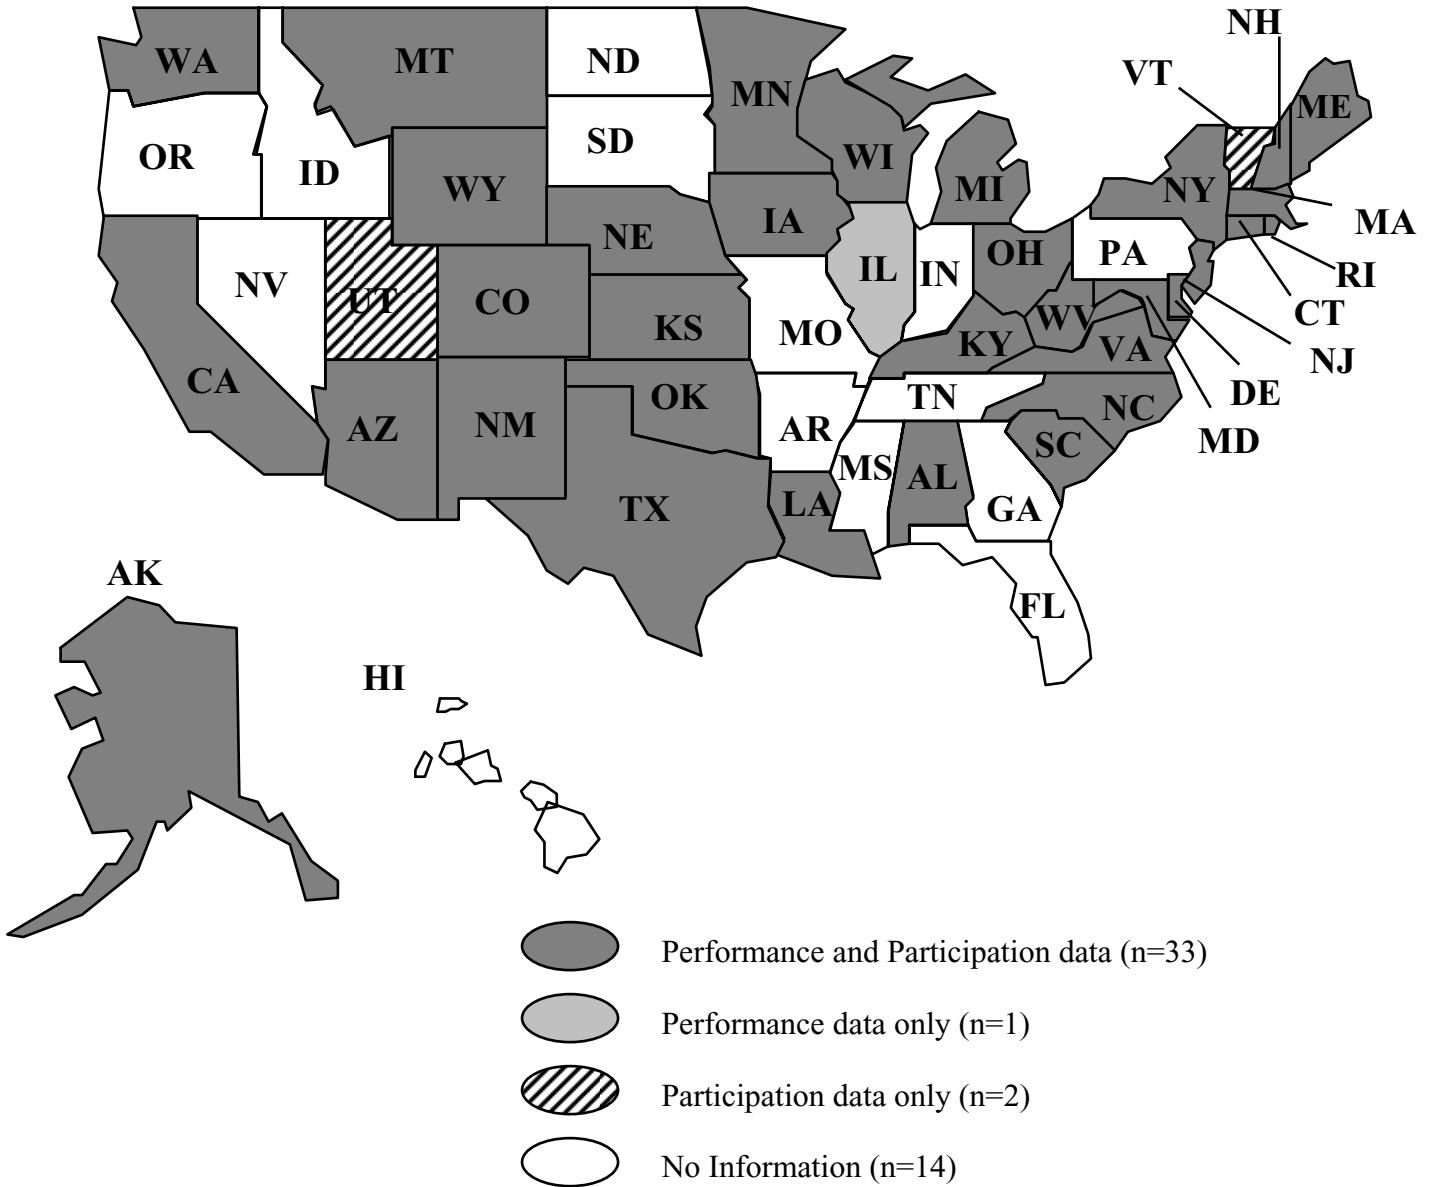 NH
VT
WA
MT
ND
MN
ME
OR
ID
SD
WI
WY
MI
NY
NE
IA
MA
NV
UT
CO
IL
IN
OH
PA
RI
KS
MO
KY
WV
VA
CT
NJ
CA
AZ
NM
OK
AR
TN
NC
DE
MD
MS
AL
SC
TX
LA
GA
AK
FL
HI
Performance and Participation data (n=33)
Performance data only (n=1)
Participation data only (n=2)
No Information (n=14)